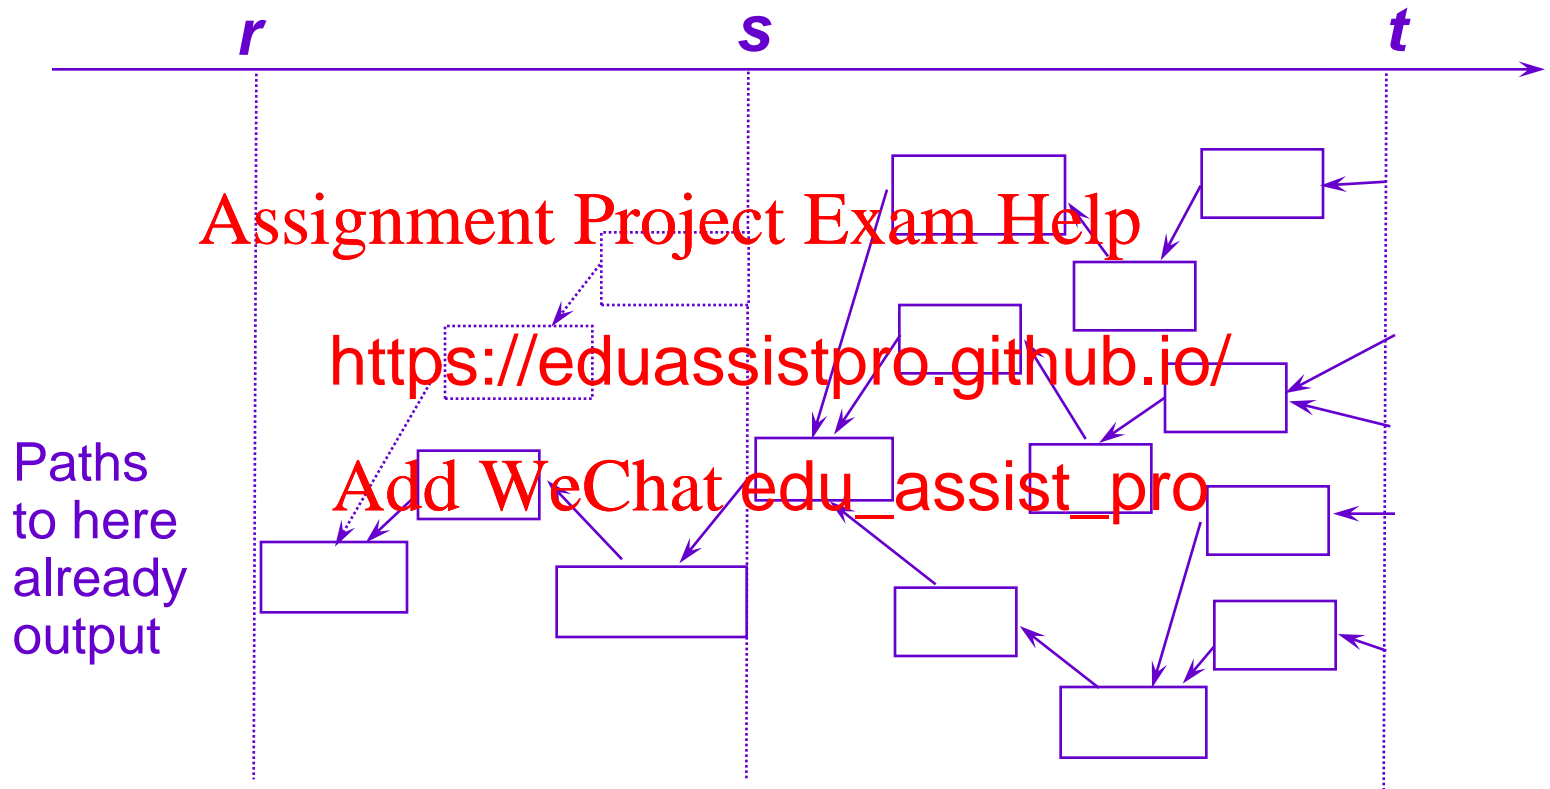 r s t
Assignment Project Exam Help
https://eduassistpro.github.io/
Add WeChat edu_assist_pro
Paths
to here
already
output